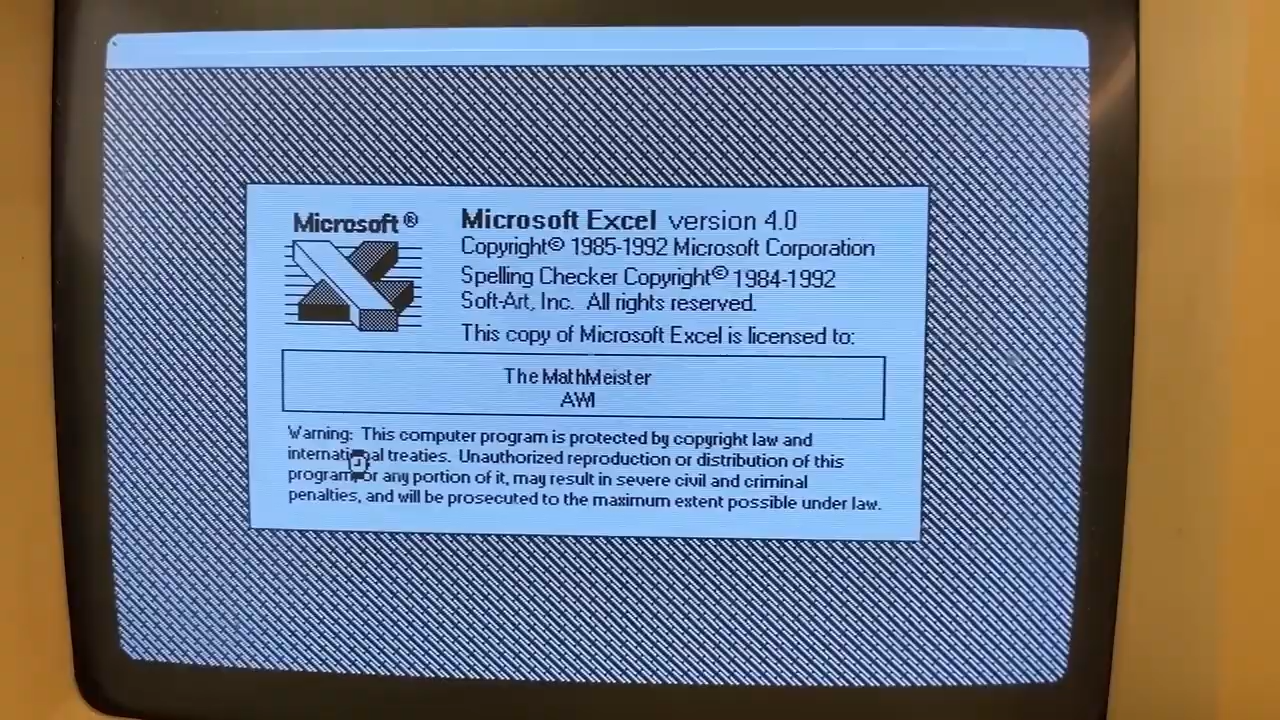 Microsoft®
Microsoft Excel version 4.0
Copyright© 1985-1992 Microsoft Corporation
Spelling Checker Copyright© 1984-1992
Soft-Art, Inc. All rights reserved.
This copy of Microsoft Excel is licensed to:
The MathMeister
AWI
Warning: This computer program is protected by copyright law and
international treaties. Unauthorized reproduction or distribution of this
program, or any portion of it, may result in severe civil and criminal
penalties, and will be prosecuted to the maximum extent possible under law.